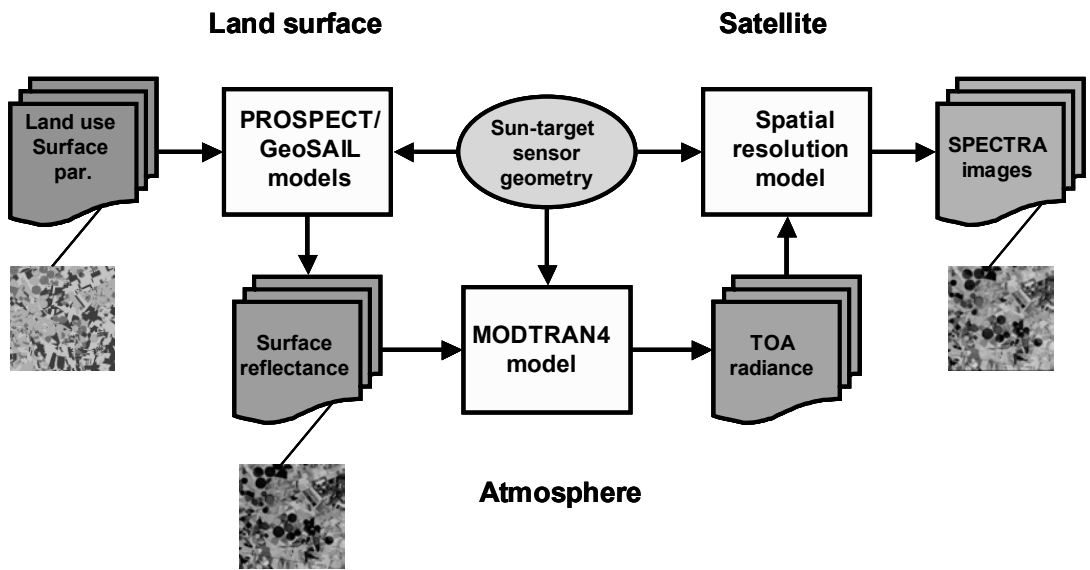 Land surface
Satellite
Land use
Surface
par.
PROSPECT/
GeoSAIL
models
Sun-target
sensor
geometry
Spatial
resolution
model
SPECTRA
images
Surface
reflectance
MODTRAN4
model
TOA
radiance
Atmosphere